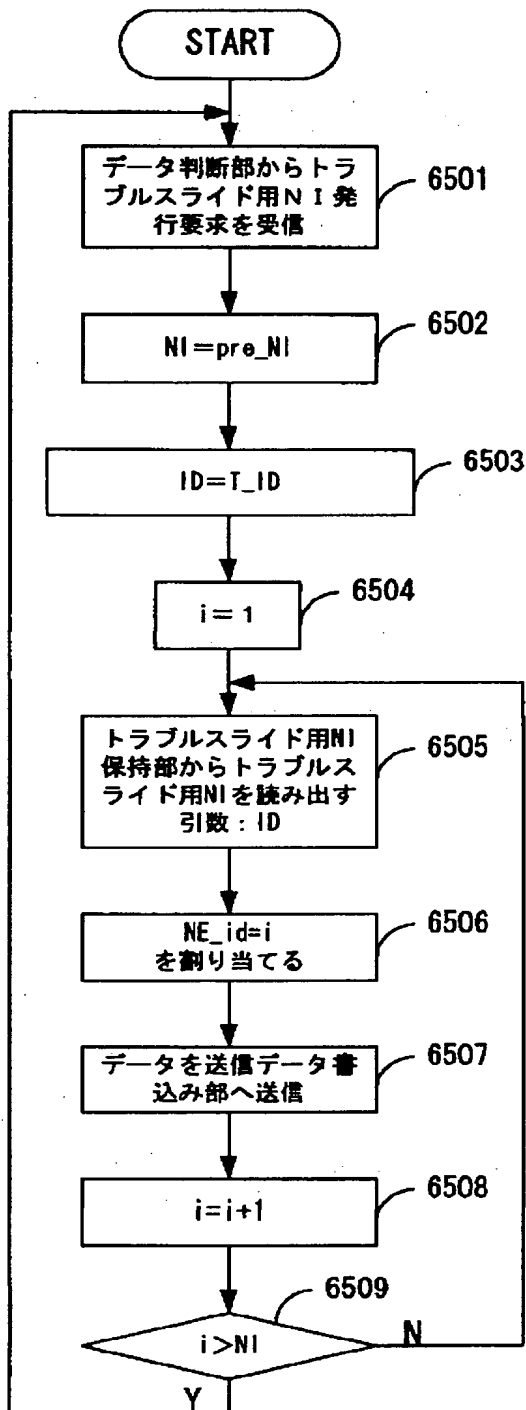 START
データ判断部からトラ
ブルスライド用NI発
行要求を受信
6501
NI=pre_NI
6502
ID=T_ID
6503
i=1
6504
トラブルスライド用NI
保持部からトラブルス
ライド用NIを読み出す
引数：ID
6505
NE_id=i
を割り当てる
6506
データを送信データ書
込み部へ送信
6507
i=i+1
6508
6509
i>NI
N
Y